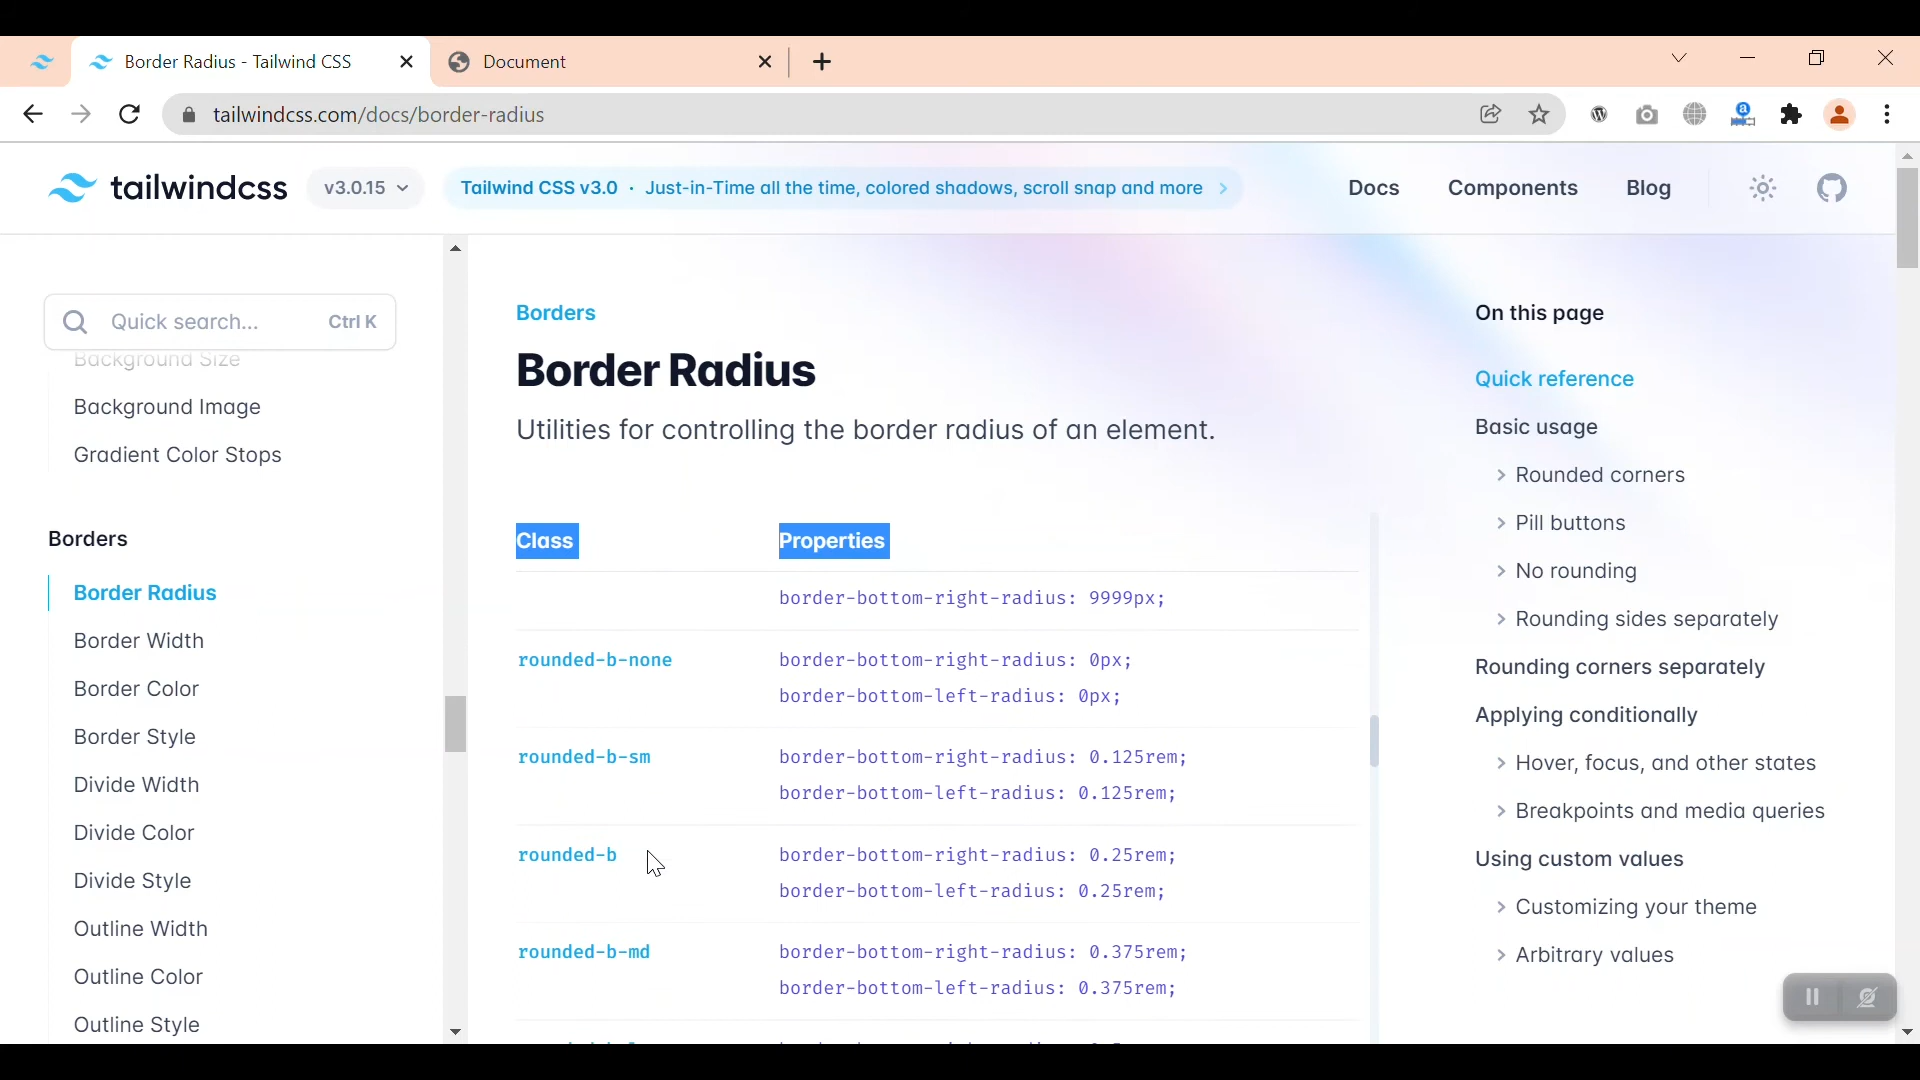 Border Radius - Tailwind CSS
Document
tailwindcss.com/docs/border-radius
tailwindcss
v3.0.15
Tailwind CSS v3.0 · Just-in-Time all the time, colored shadows, scroll snap and more
Docs
Components
Blog
Quick search...
Ctrl K
Background Size
Background Image
Gradient Color Stops
Borders
Border Radius
Border Width
Border Color
Border Style
Divide Width
Divide Color
Divide Style
Outline Width
Outline Color
Outline Style
Borders
Border Radius
Utilities for controlling the border radius of an element.
Class Properties
border-bottom-right-radius: 9999px;
rounded-b-none border-bottom-right-radius: 0px;
border-bottom-left-radius: 0px;
rounded-b-sm border-bottom-right-radius: 0.125rem;
border-bottom-left-radius: 0.125rem;
rounded-b border-bottom-right-radius: 0.25rem;
border-bottom-left-radius: 0.25rem;
rounded-b-md border-bottom-right-radius: 0.375rem;
border-bottom-left-radius: 0.375rem;
On this page
Quick reference
Basic usage
Rounded corners
Pill buttons
No rounding
Rounding sides separately
Rounding corners separately
Applying conditionally
Hover, focus, and other states
Breakpoints and media queries
Using custom values
Customizing your theme
Arbitrary values